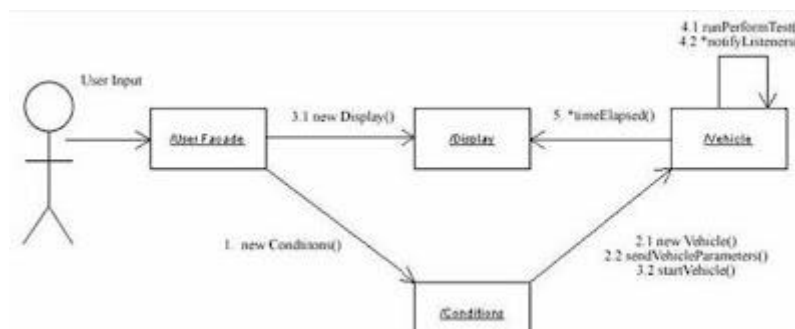 4.1 runPerformTest()
4.2 *notifyListeners
User Input
3.1 new Display()
5. *timeElapsed()
/User Facade
/Display
/Vehicle
1. new Conditions()
2.1 new Vehicle()
2.2 sendVehicleParameters()
3.2 startVehicle()
/Conditions